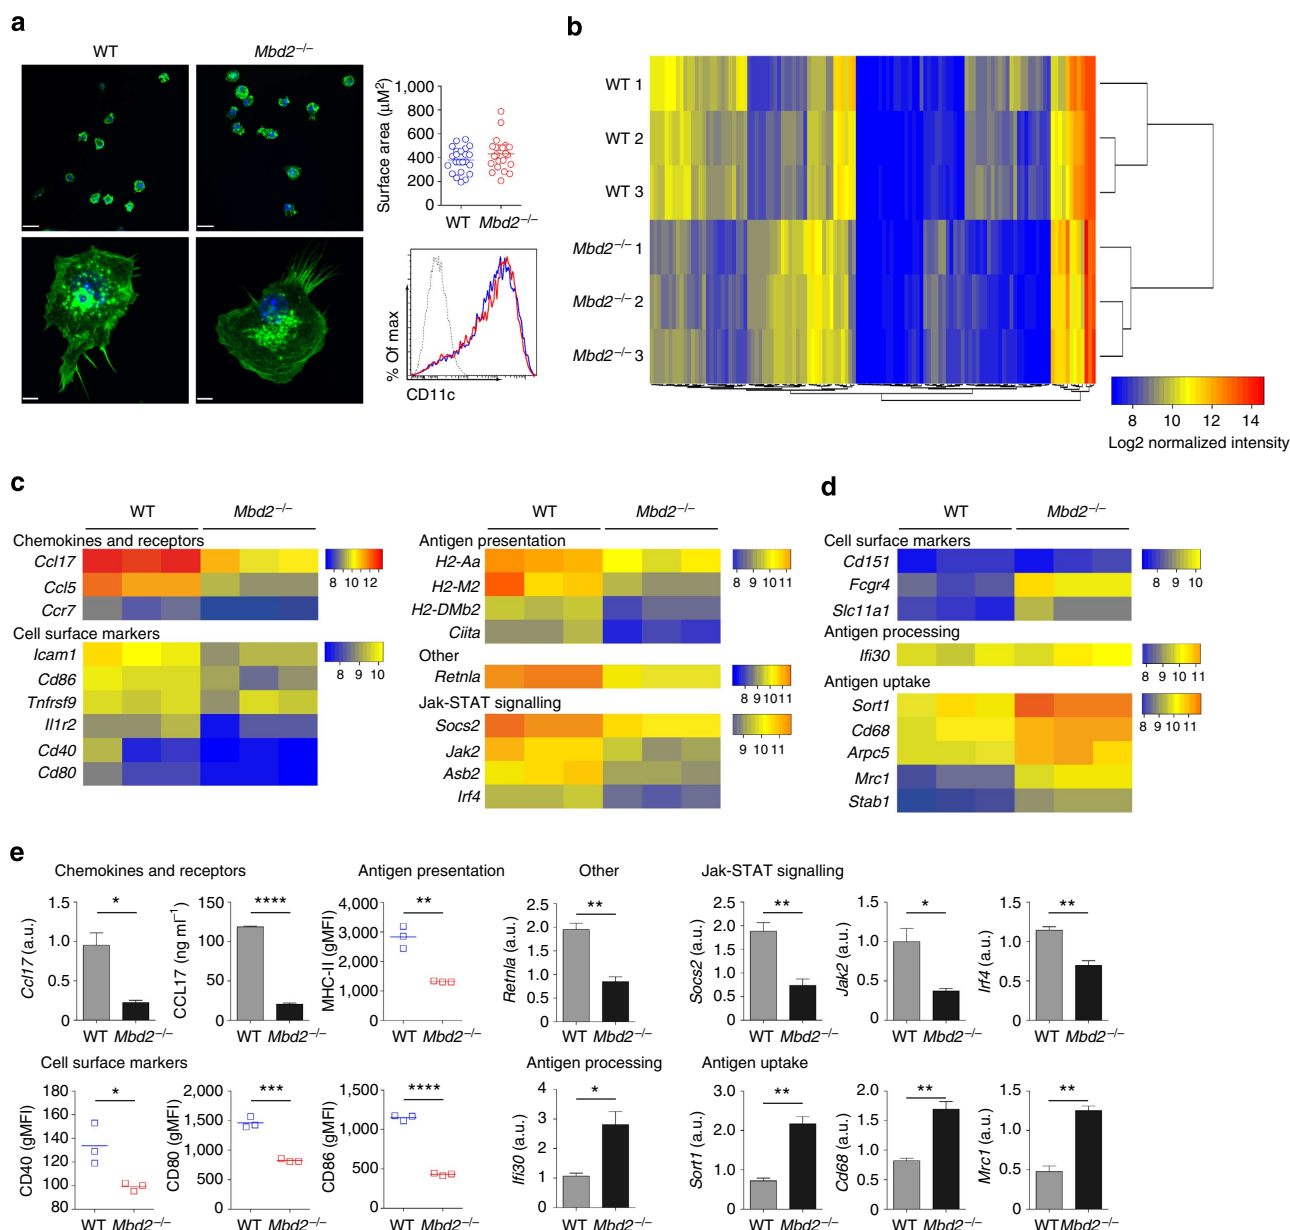 a
WT
Mbd2–/–
Surface area (µM2)
1,000
800
600
400
200
0
WT Mbd2–/–
% Of max
CD11c
b
WT 1
WT 2
WT 3
Mbd2–/– 1
Mbd2–/– 2
Mbd2–/– 3
8 10 12 14
Log2 normalized intensity
c
WT Mbd2–/–
Chemokines and receptors
Ccl17
Ccl5
Ccr7
8 10 12
Cell surface markers
Icam1
Cd86
Tnfrsf9
Il1r2
Cd40
Cd80
8 9 10
WT Mbd2–/–
Antigen presentation
H2-Aa
H2-M2
H2-DMb2
Ciita
8 9 10 11
Other
Retnla
8 9 10 11
Jak-STAT signalling
Socs2
Jak2
Asb2
Irf4
9 10 11
d
WT Mbd2–/–
Cell surface markers
Cd151
Fcgr4
Slc11a1
8 9 10
Antigen processing
Ifi30
8 9 10 11
Antigen uptake
Sort1
Cd68
Arpc5
Mrc1
Stab1
8 9 10 11
e
Chemokines and receptors
Ccl17 (a.u.)
1.5
1.0
0.5
0
*
WT Mbd2–/–
CCL17 (ng ml–1)
150
100
50
0
****
WT Mbd2–/–
Antigen presentation
MHC-II (gMFI)
4,000
3,000
2,000
1,000
0
**
WT Mbd2–/–
Other
Retnla (a.u.)
2.5
2.0
1.5
1.0
0.5
0
**
WT Mbd2–/–
Jak-STAT signalling
Socs2 (a.u.)
2.5
2.0
1.5
1.0
0.5
0
**
WT Mbd2–/–
Jak2 (a.u.)
1.5
1.0
0.5
0
*
WT Mbd2–/–
Irf4 (a.u.)
1.5
1.0
0.5
0
**
WT Mbd2–/–
Cell surface markers
CD40 (gMFI)
180
160
140
120
100
80
*
WT Mbd2–/–
CD80 (gMFI)
2,000
1,500
1,000
500
0
***
WT Mbd2–/–
CD86 (gMFI)
1,500
1,000
500
0
****
WT Mbd2–/–
Antigen processing
Ifi30 (a.u.)
4
3
2
1
0
*
WT Mbd2–/–
Antigen uptake
Sort1 (a.u.)
3.0
2.0
1.0
0
**
WT Mbd2–/–
Cd68 (a.u.)
2.0
1.5
1.0
0.5
0
**
WT Mbd2–/–
Mrc1 (a.u.)
1.5
1.0
0.5
0
**
WT Mbd2–/–